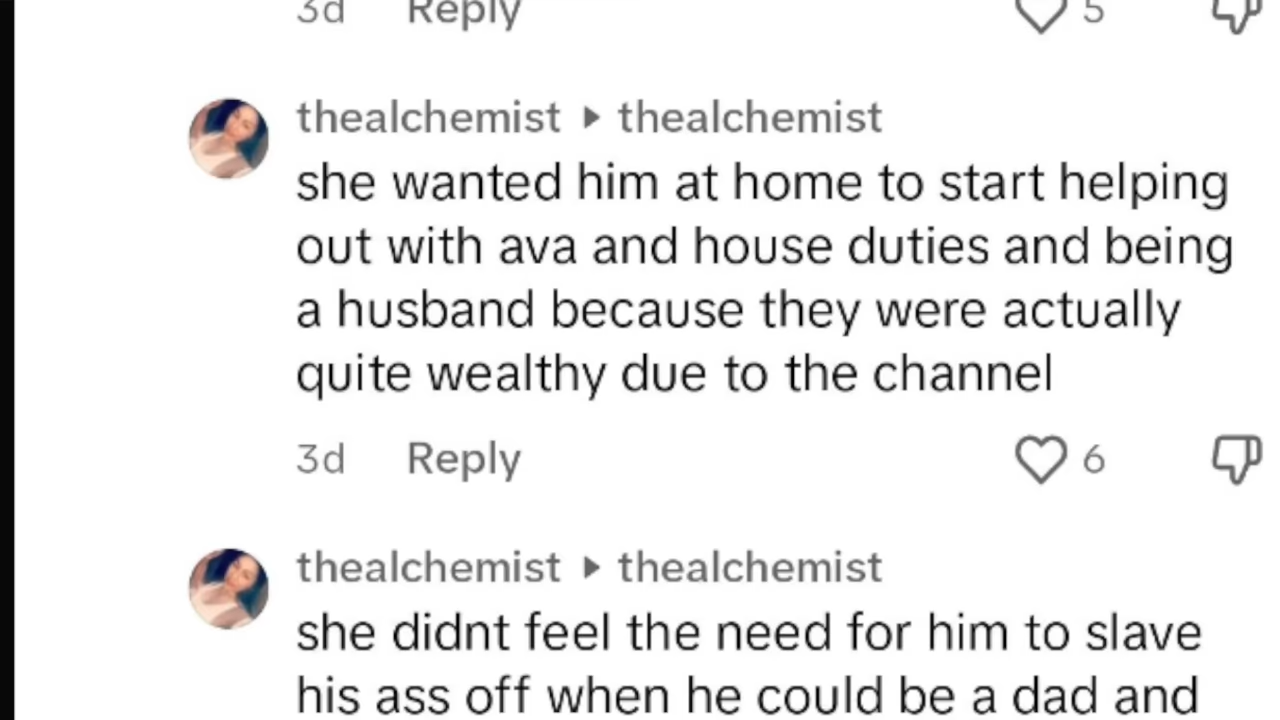 3d Reply 5
thealchemist ▸ thealchemist
she wanted him at home to start helping
out with ava and house duties and being
a husband because they were actually
quite wealthy due to the channel
3d Reply 6
thealchemist ▸ thealchemist
she didnt feel the need for him to slave
his ass off when he could be a dad and